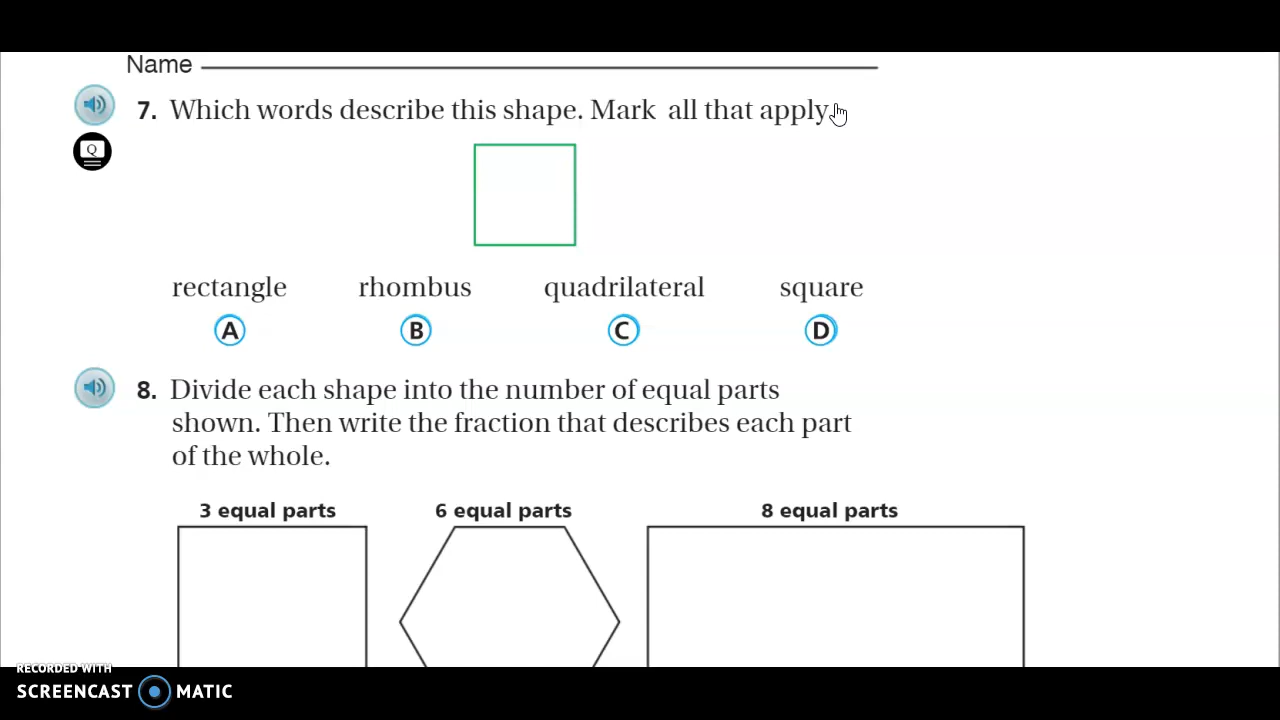 Name
7. Which words describe this shape. Mark all that apply.
Q
rectangle rhombus quadrilateral square
A B C D
8. Divide each shape into the number of equal parts
shown. Then write the fraction that describes each part
of the whole.
3 equal parts 6 equal parts 8 equal parts
RECORDED WITH
SCREENCAST MATIC